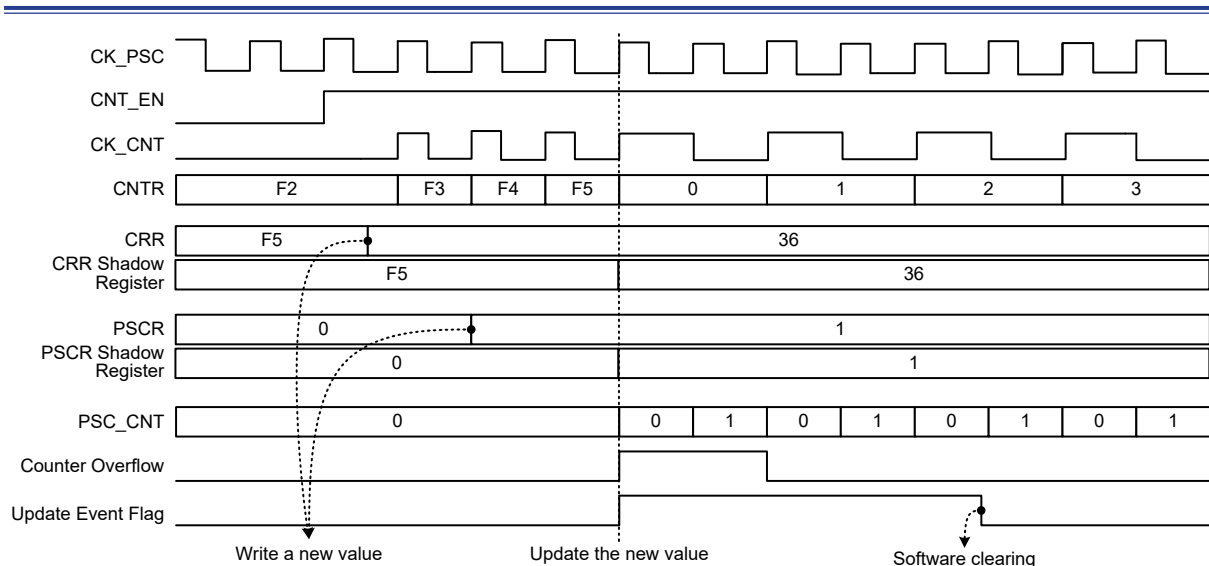 CK_PSC
CNT_EN
CK_CNT
CNTR F2 F3 F4 F5 0 1 2 3
CRR F5 36
CRR Shadow
Register F5 36
PSCR 0 1
PSCR Shadow
Register 0 1
PSC_CNT 0 0 1 0 1 0 1 0 1
Counter Overflow
Update Event Flag
Write a new value Update the new value Software clearing